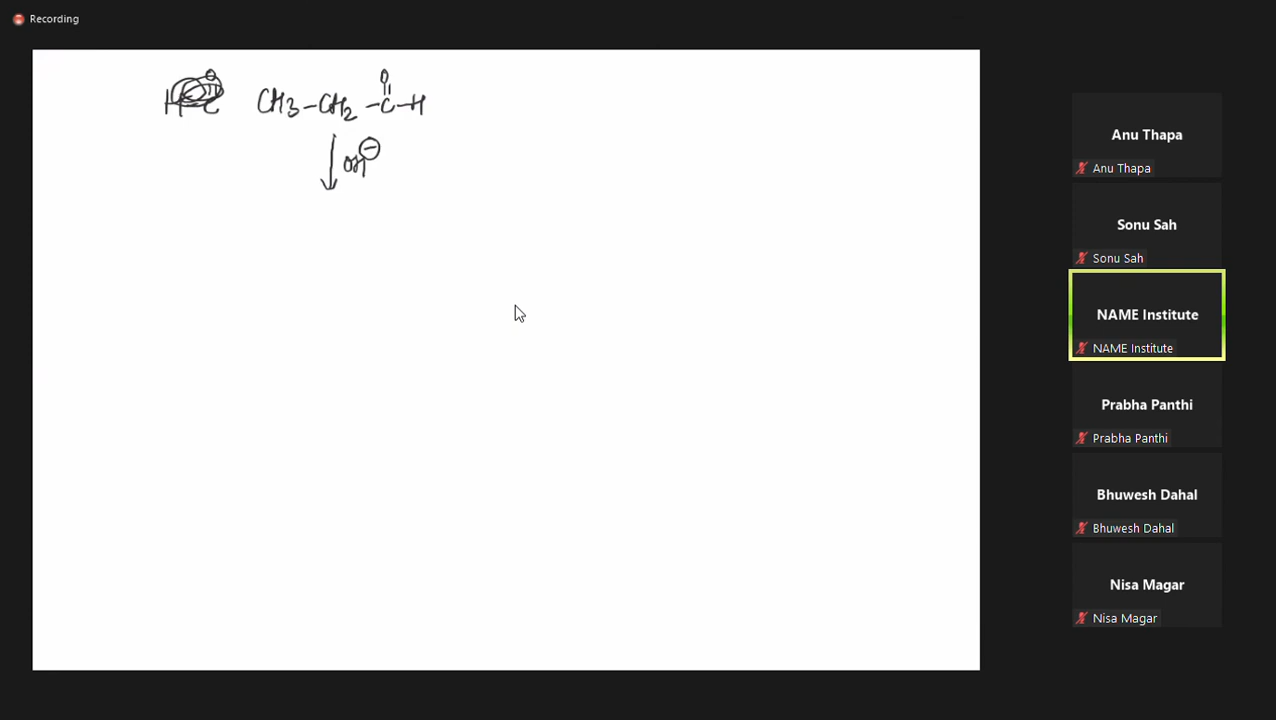 Recording
O
O
H C CH3-CH2-C-H
OH⊖
Anu Thapa
Anu Thapa
Sonu Sah
Sonu Sah
NAME Institute
NAME Institute
Prabha Panthi
Prabha Panthi
Bhuwesh Dahal
Bhuwesh Dahal
Nisa Magar
Nisa Magar